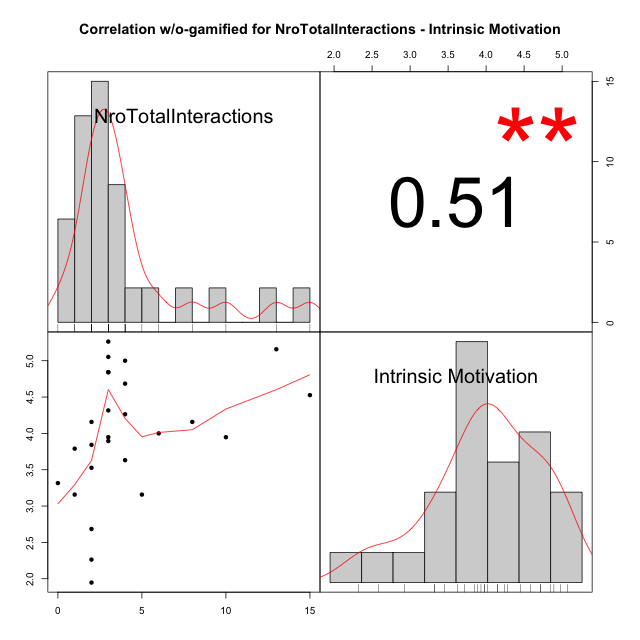 Correlation w/o-gamified for NroTotalInteractions - Intrinsic Motivation
2.0 2.5 3.0 3.5 4.0 4.5 5.0
NroTotalInteractions
**
0.51
0 5 10 15
Intrinsic Motivation
2.0 2.5 3.0 3.5 4.0 4.5 5.0
0 5 10 15